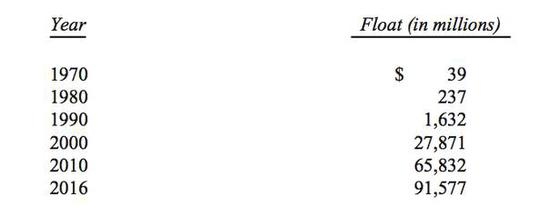 Year Float (in millions)
1970 $ 39
1980 237
1990 1,632
2000 27,871
2010 65,832
2016 91,577